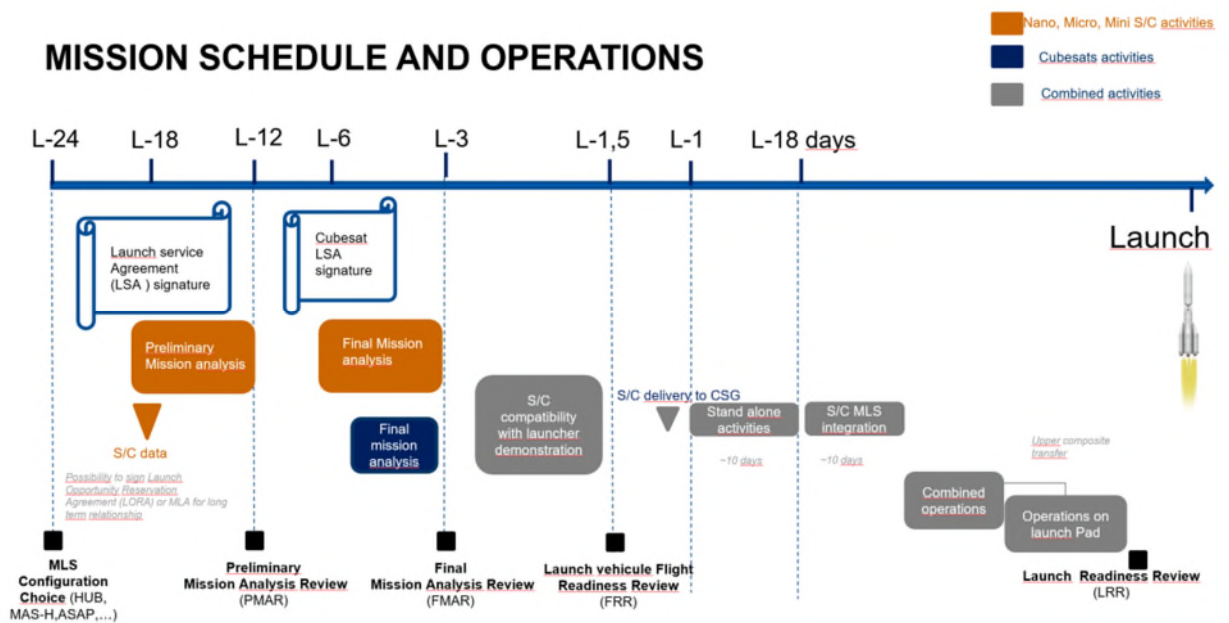 Nano, Micro, Mini S/C activities
MISSION SCHEDULE AND OPERATIONS
Cubesats activities
Combined activities
L-24
L-18
L-12
L-6
L-3
L-1,5
L-1
L-18 days
Launch
Launch service
Agreement
(LSA ) signature
Cubesat
LSA
signature
Preliminary
Mission analysis
Final Mission
analysis
S/C
compatibility
with launcher
demonstration
S/C delivery to CSG
Stand alone
activities
S/C MLS
integration
Final
mission
analysis
S/C data
~10 days
~10 days
Upper composite
transfer
Possibility to sign Launch
Opportunity Reservation
Agreement (LORA) or MLA for long
term relationship
Combined
operations
Operations on
launch Pad
MLS
Configuration
Choice (HUB,
MAS-H,ASAP,...)
Preliminary
Mission Analysis Review
(PMAR)
Final
Mission Analysis Review
(FMAR)
Launch vehicule Flight
Readiness Review
(FRR)
Launch Readiness Review
(LRR)